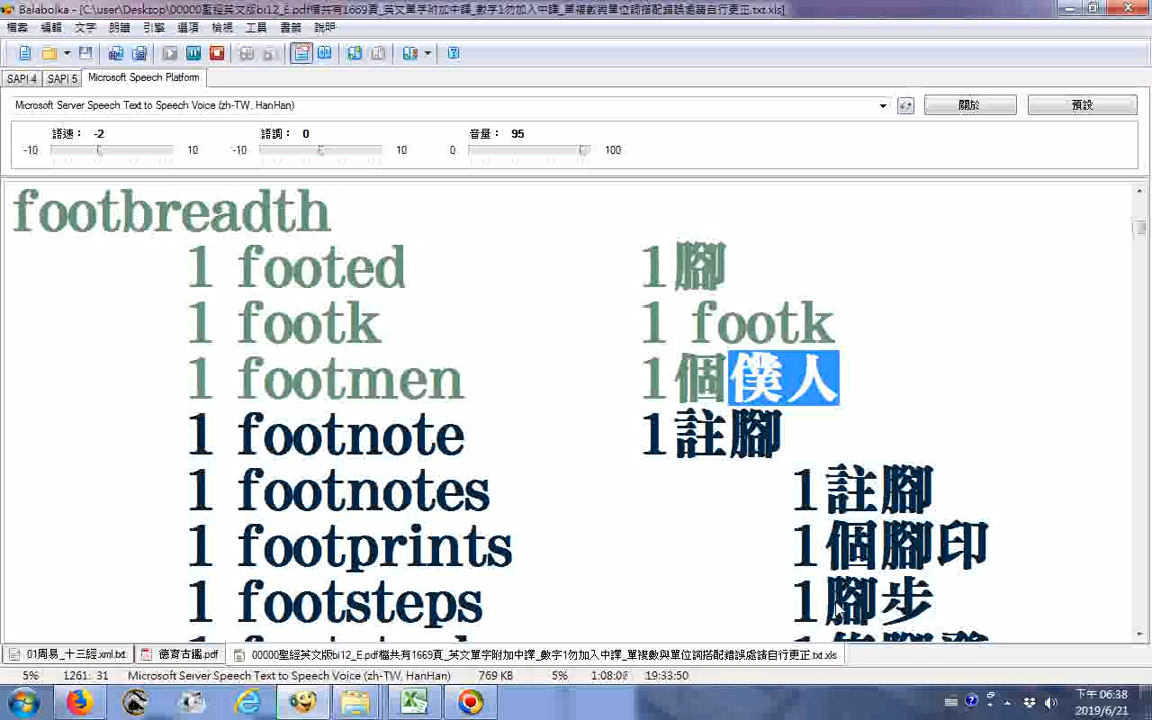 Balabolka - [C:\user\Desktop\00000聖經英文版bi12_E.pdf檔共有1669頁_英文單字附加中譯_數字1勿加入中譯_單複數與單位詞搭配錯誤處請自行更正.txt.xls]
檔案 編輯 文字 朗讀 引擎 選項 檢視 工具 書籤 說明
SAPI 4 SAPI 5 Microsoft Speech Platform
Microsoft Server Speech Text to Speech Voice (zh-TW, HanHan) 關於 預設
語速： -2 語調： 0 音量： 95
-10 10 -10 10 0 100
footbreadth
1 footed 1腳
1 footk 1 footk
1 footmen 1個僕人
1 footnote 1註腳
1 footnotes 1註腳
1 footprints 1個腳印
1 footsteps 1腳步
01周易_十三經.xml.txt 德育古鑑.pdf 00000聖經英文版bi12_E.pdf檔共有1669頁_英文單字附加中譯_數字1勿加入中譯_單複數與單位詞搭配錯誤處請自行更正.txt.xls
5% 1261: 31 Microsoft Server Speech Text to Speech Voice (zh-TW, HanHan) 769 KB 5% 19:33:50
下午 06:38
2019/6/21